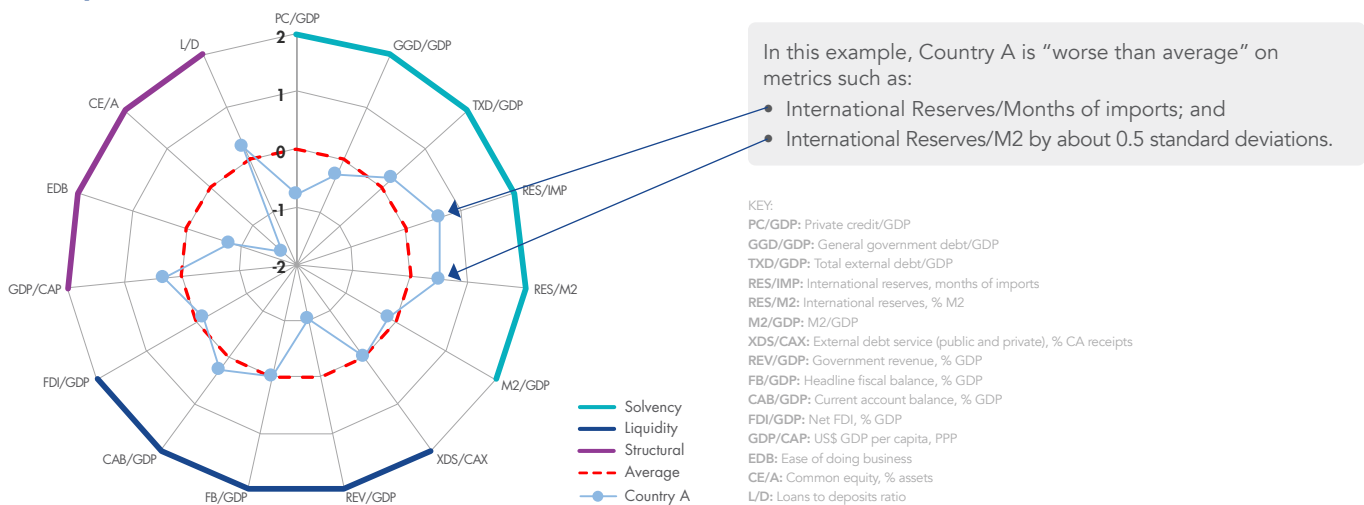 PC/GDP
GGD/GDP
TXD/GDP
RES/IMP
RES/M2
M2/GDP
XDS/CAX
REV/GDP
FB/GDP
CAB/GDP
FDI/GDP
GDP/CAP
EDB
CE/A
L/D
2
1
0
-1
-2
Solvency
Liquidity
Structural
Average
Country A
In this example, Country A is “worse than average” on
metrics such as:
• International Reserves/Months of imports; and
• International Reserves/M2 by about 0.5 standard deviations.
KEY:
PC/GDP: Private credit/GDP
GGD/GDP: General government debt/GDP
TXD/GDP: Total external debt/GDP
RES/IMP: International reserves, months of imports
RES/M2: International reserves, % M2
M2/GDP: M2/GDP
XDS/CAX: External debt service (public and private), % CA receipts
REV/GDP: Government revenue, % GDP
FB/GDP: Headline fiscal balance, % GDP
CAB/GDP: Current account balance, % GDP
FDI/GDP: Net FDI, % GDP
GDP/CAP: US$ GDP per capita, PPP
EDB: Ease of doing business
CE/A: Common equity, % assets
L/D: Loans to deposits ratio